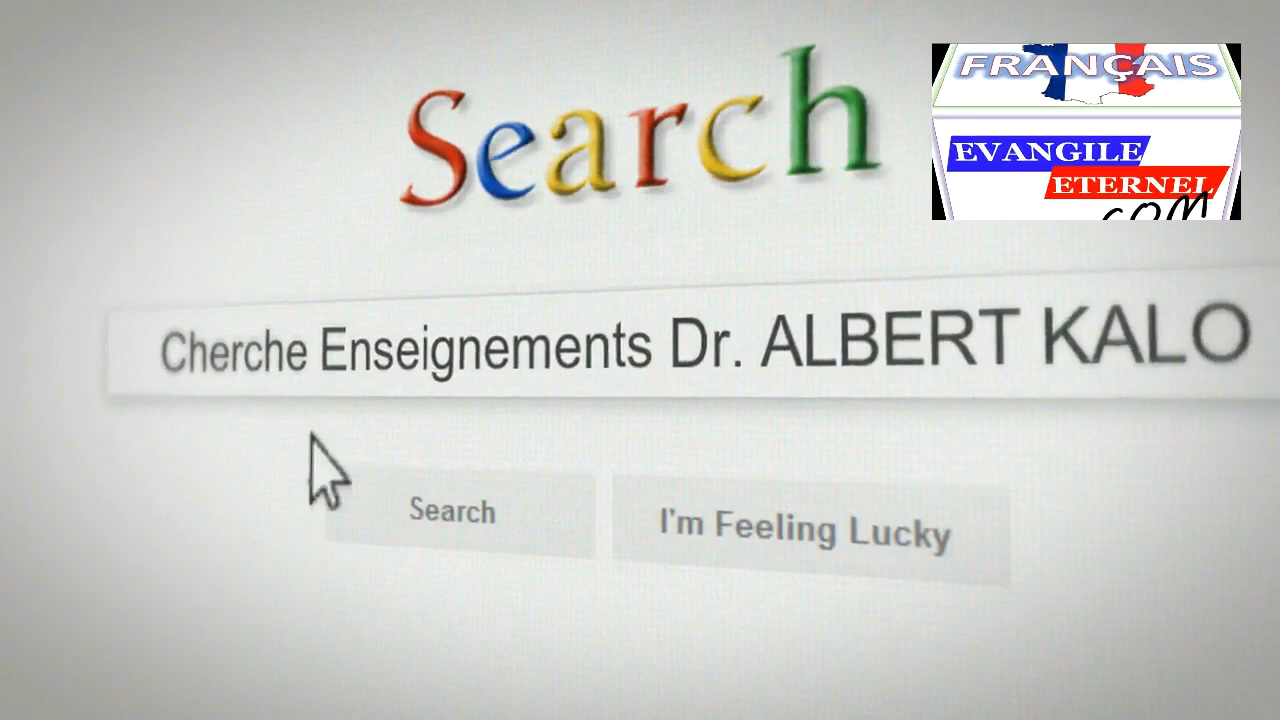 Search
FRANÇAIS
EVANGILE
ETERNEL
COM
Cherche Enseignements Dr. ALBERT KALO
Search
I'm Feeling Lucky